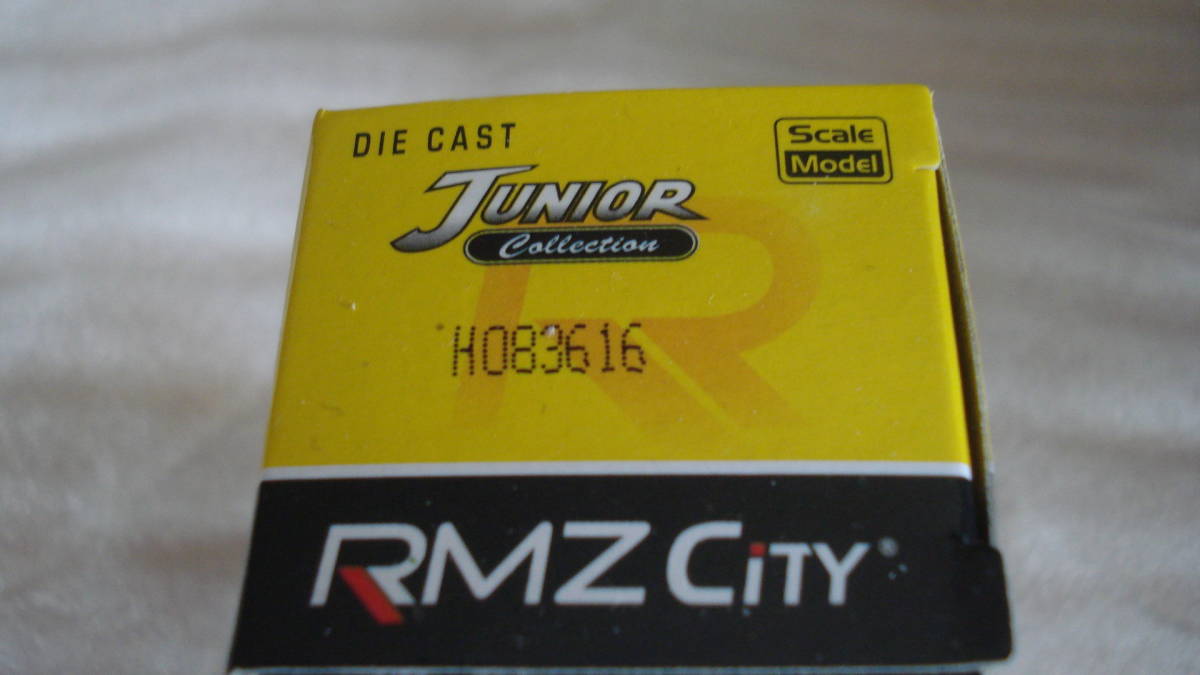 DIE CAST
Scale
Model
JUNIOR
Collection
H083616
RMZ CiTY